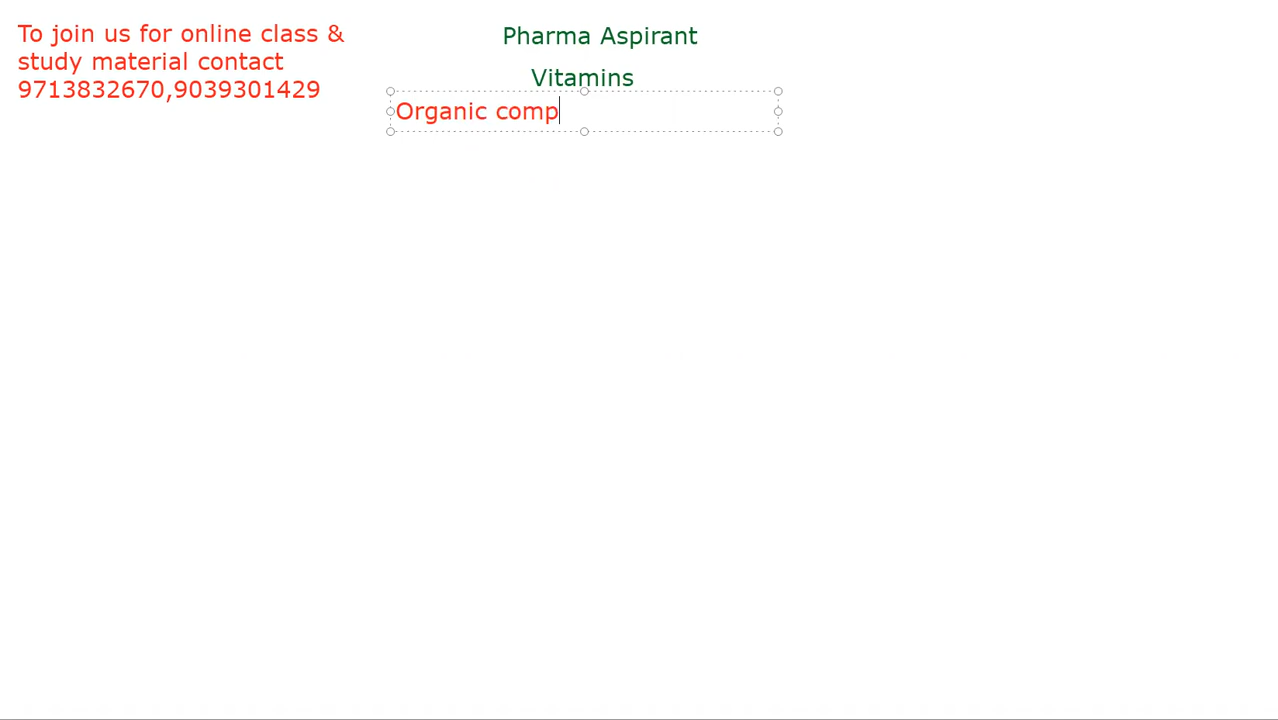 To join us for online class &
study material contact
9713832670,9039301429
Pharma Aspirant
Vitamins
Organic comp